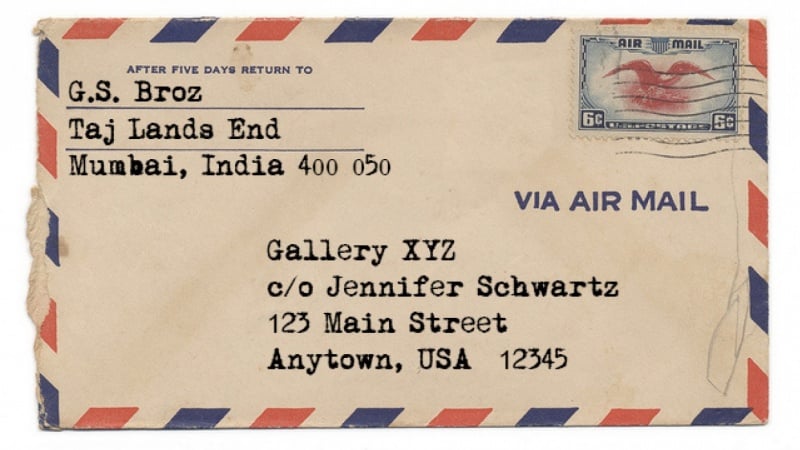 AIR MAIL
6¢ U.S. POSTAGE
AFTER FIVE DAYS RETURN TO
G.S. Broz
Taj Lands End
Mumbai, India 400 050
VIA AIR MAIL
Gallery XYZ
c/o Jennifer Schwartz
123 Main Street
Anytown, USA 12345